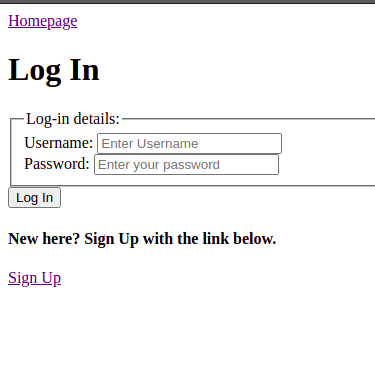 Homepage
Log In
Log-in details:
Username: Enter Username
Password: Enter your password
Log In
New here? Sign Up with the link below.
Sign Up